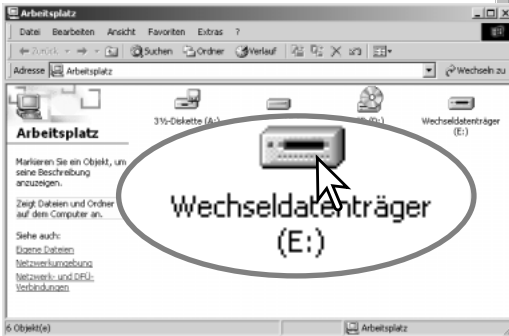 Arbeitsplatz
Datei Bearbeiten Ansicht Favoriten Extras ?
Zurück Suchen Ordner Verlauf
Adresse Arbeitsplatz Wechseln zu
3½-Diskette (A:) Wechseldatenträger
(E:)
Arbeitsplatz
Markieren Sie ein Objekt, um
seine Beschreibung
anzuzeigen.
Zeigt Dateien und Ordner
auf dem Computer an.
Siehe auch:
Eigene Dateien
Netzwerkumgebung
Netzwerk- und DFÜ-
Verbindungen
Wechseldatenträger
(E:)
6 Objekt(e) Arbeitsplatz